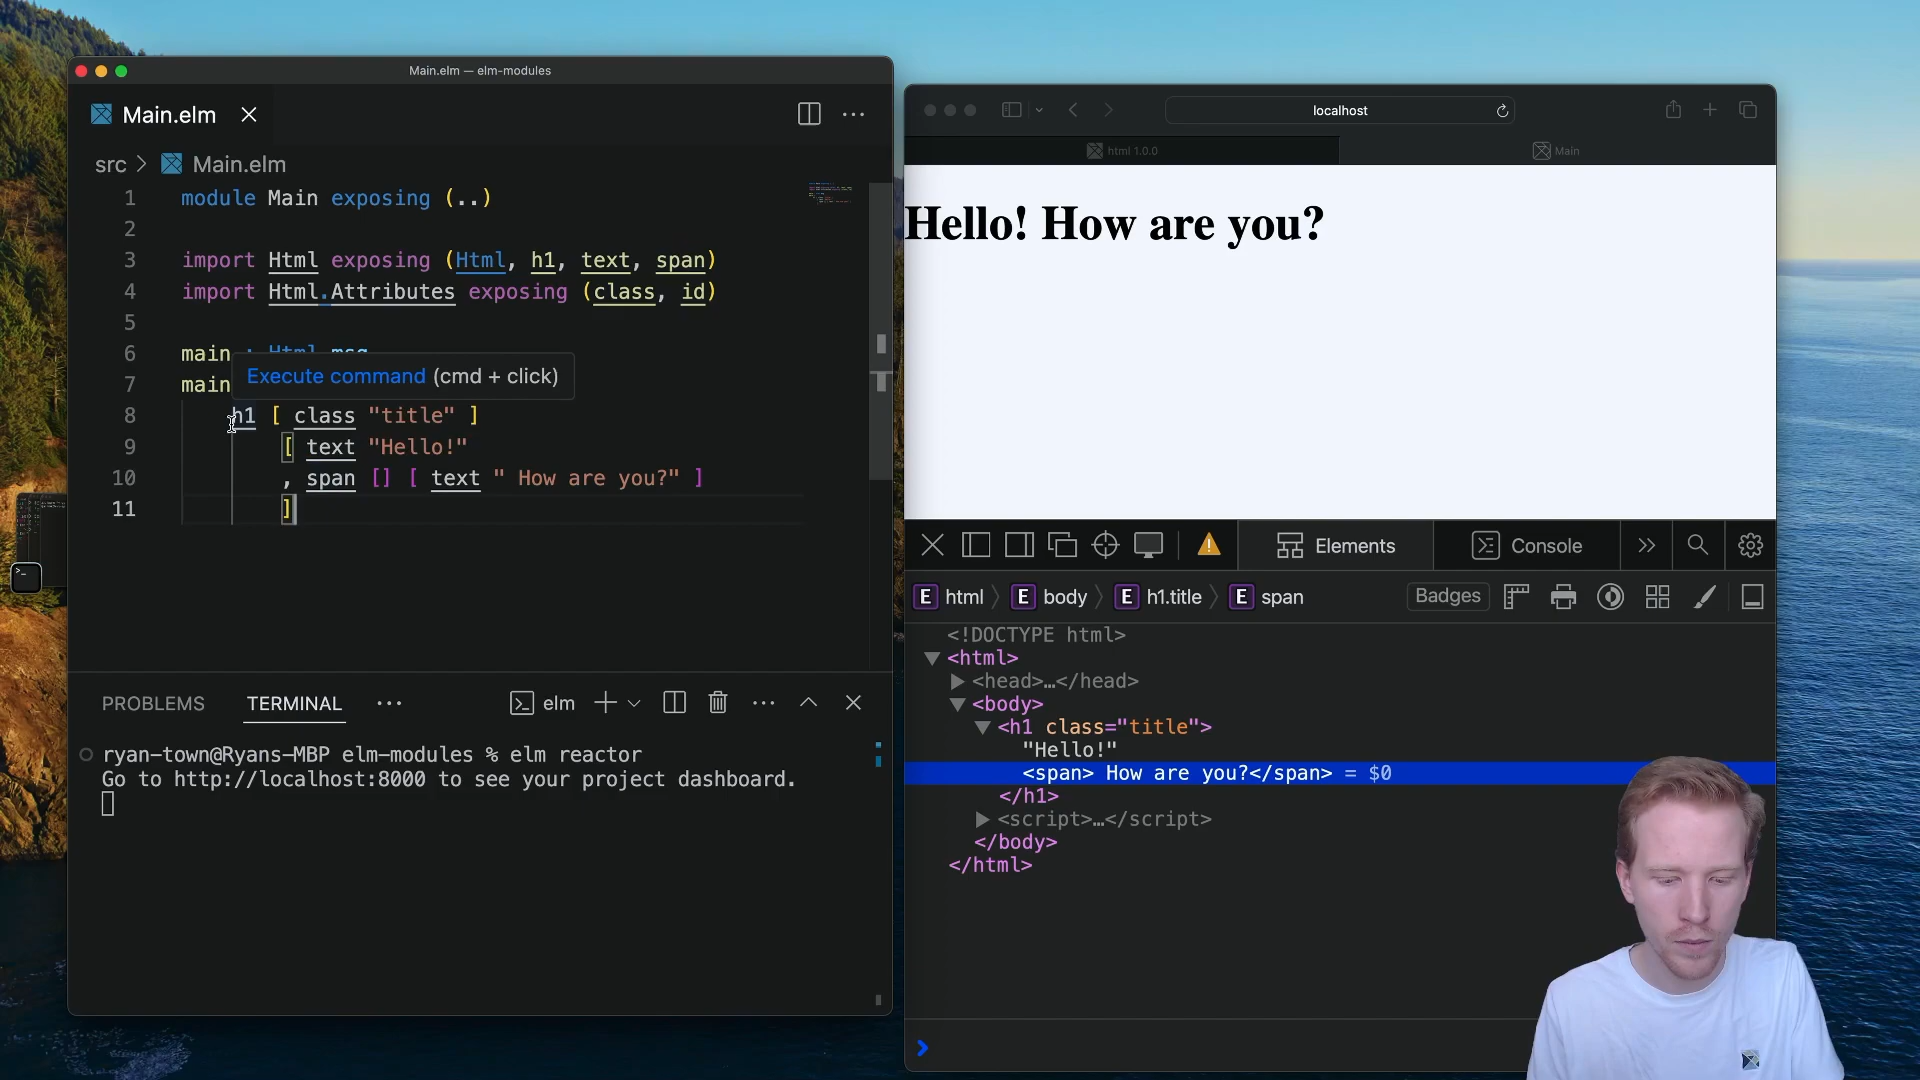 Main.elm — elm-modules
Main.elm
src > Main.elm
1 module Main exposing (..)
2
3 import Html exposing (Html, h1, text, span)
4 import Html.Attributes exposing (class, id)
5
6 main : Html msg
7 main
Execute command (cmd + click)
8 h1 [ class "title" ]
9 [ text "Hello!"
10 , span [] [ text " How are you?" ]
11 ]
PROBLEMS TERMINAL ··· elm
ryan-town@Ryans-MBP elm-modules % elm reactor
Go to http://localhost:8000 to see your project dashboard.
localhost
html 1.0.0 Main
Hello! How are you?
Elements Console
E html E body E h1.title E span Badges
<!DOCTYPE html>
<html>
<head>…</head>
<body>
<h1 class="title">
"Hello!"
<span> How are you?</span> = $0
</h1>
<script>…</script>
</body>
</html>